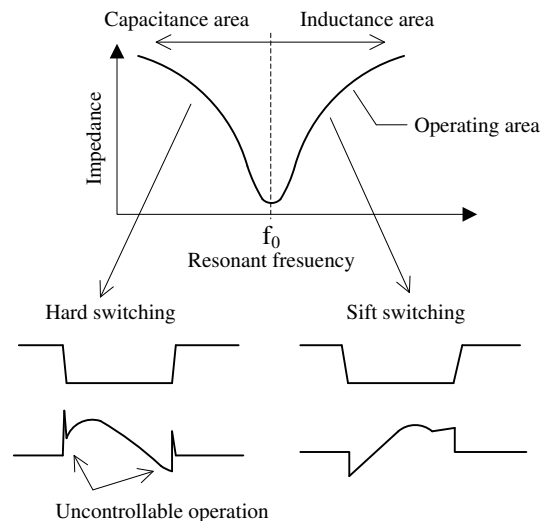 Capacitance area
Inductance area
Impedance
Operating area
f0
Resonant fresuency
Hard switching
Sift switching
Uncontrollable operation